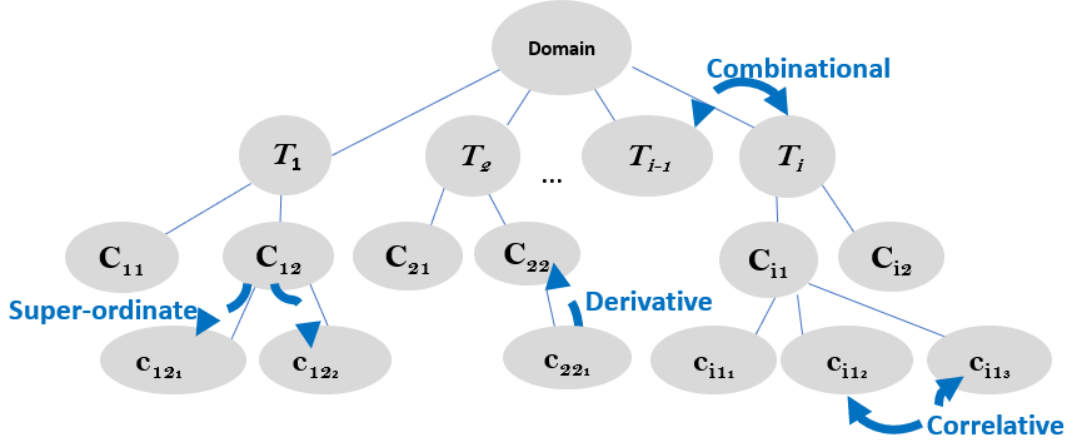 Domain
Combinational
T₁
T₂
...
Tᵢ₋₁
Tᵢ
C₁₁
C₁₂
C₂₁
C₂₂
Cᵢ₁
Cᵢ₂
Super-ordinate
Derivative
c₁₂₁
c₁₂₂
c₂₂₁
cᵢ₁₁
cᵢ₁₂
cᵢ₁₃
Correlative